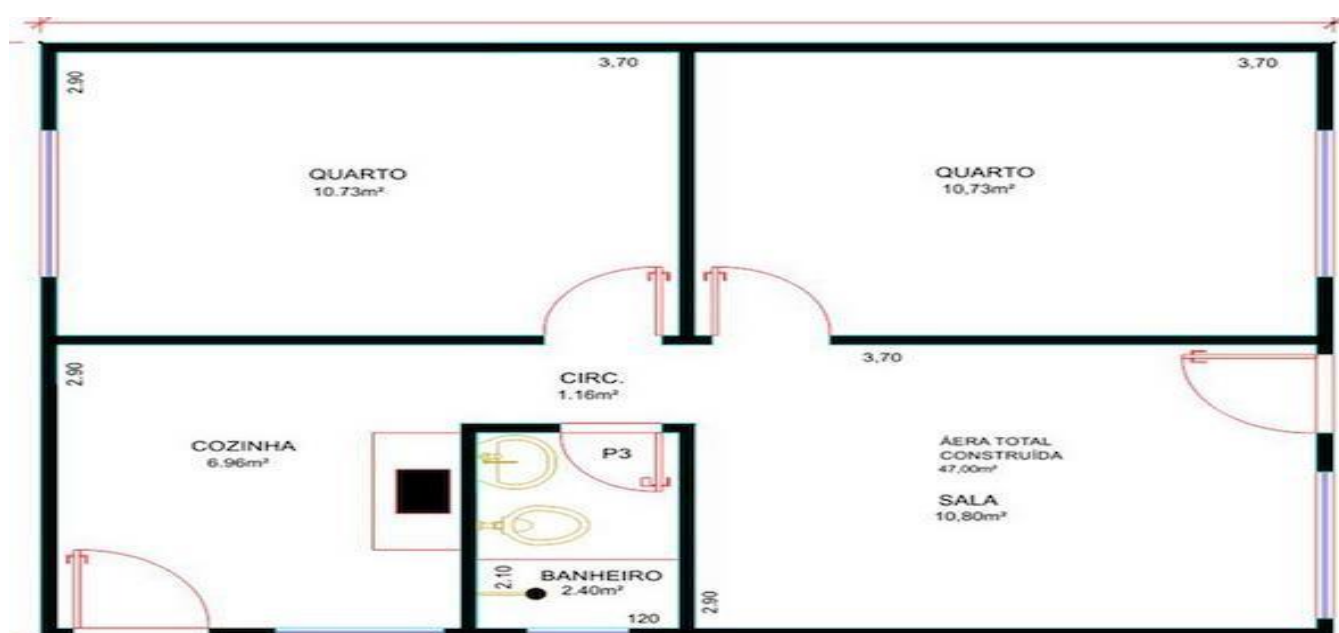 3,70
3,70
2.90
QUARTO
10.73m²
QUARTO
10,73m²
2.90
3,70
CIRC.
1.16m²
COZINHA
6.96m²
P3
ÁERA TOTAL
CONSTRUÍDA
47,00m²
SALA
10,80m²
2.10
BANHEIRO
2.40m²
120
2.90